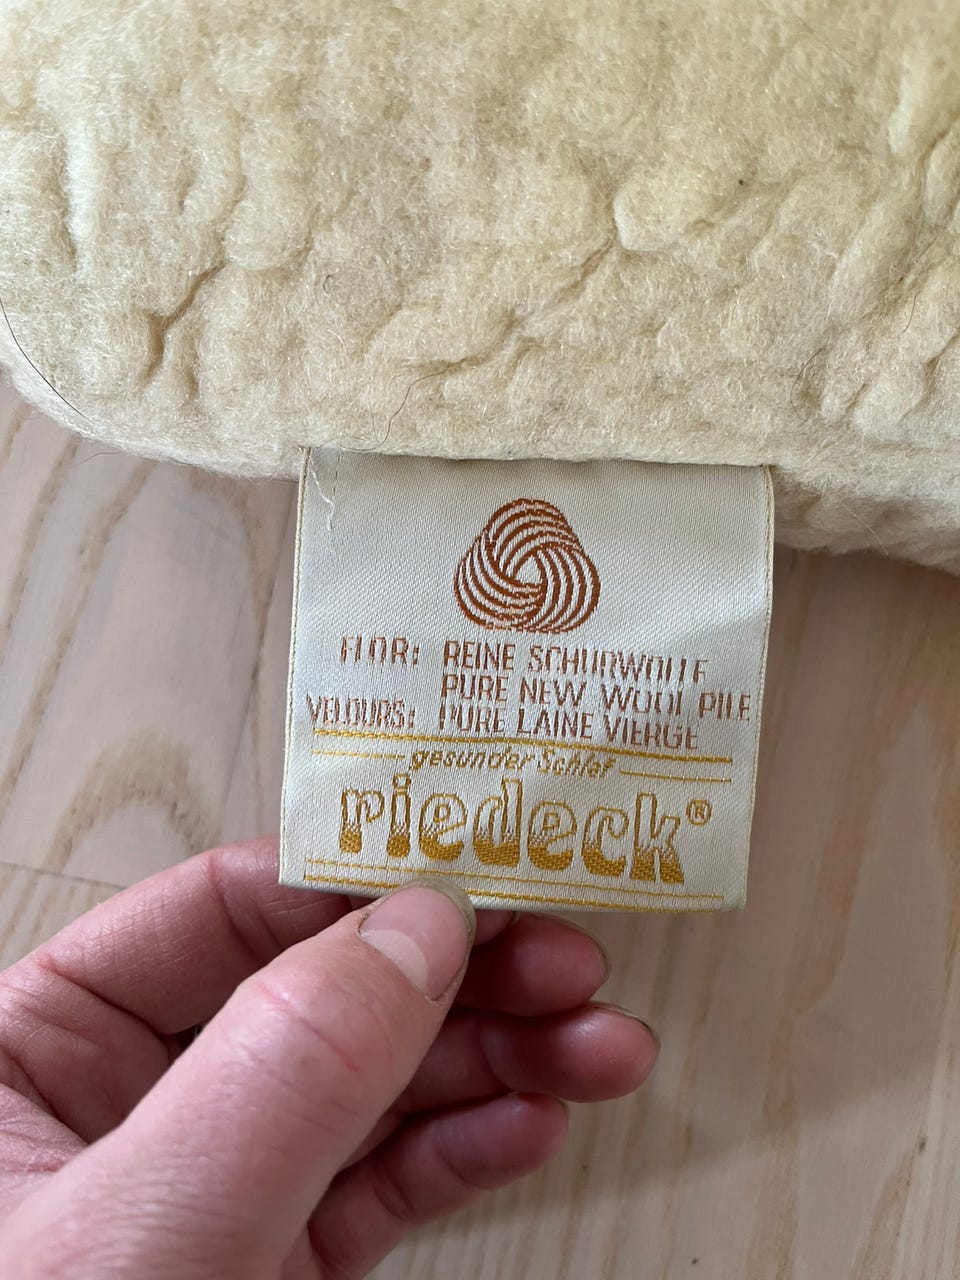 FLOR: REINE SCHURWOLLE
PURE NEW WOOL PILE
VELOURS: PURE LAINE VIERGE
gesunder Schlaf
riedeck®